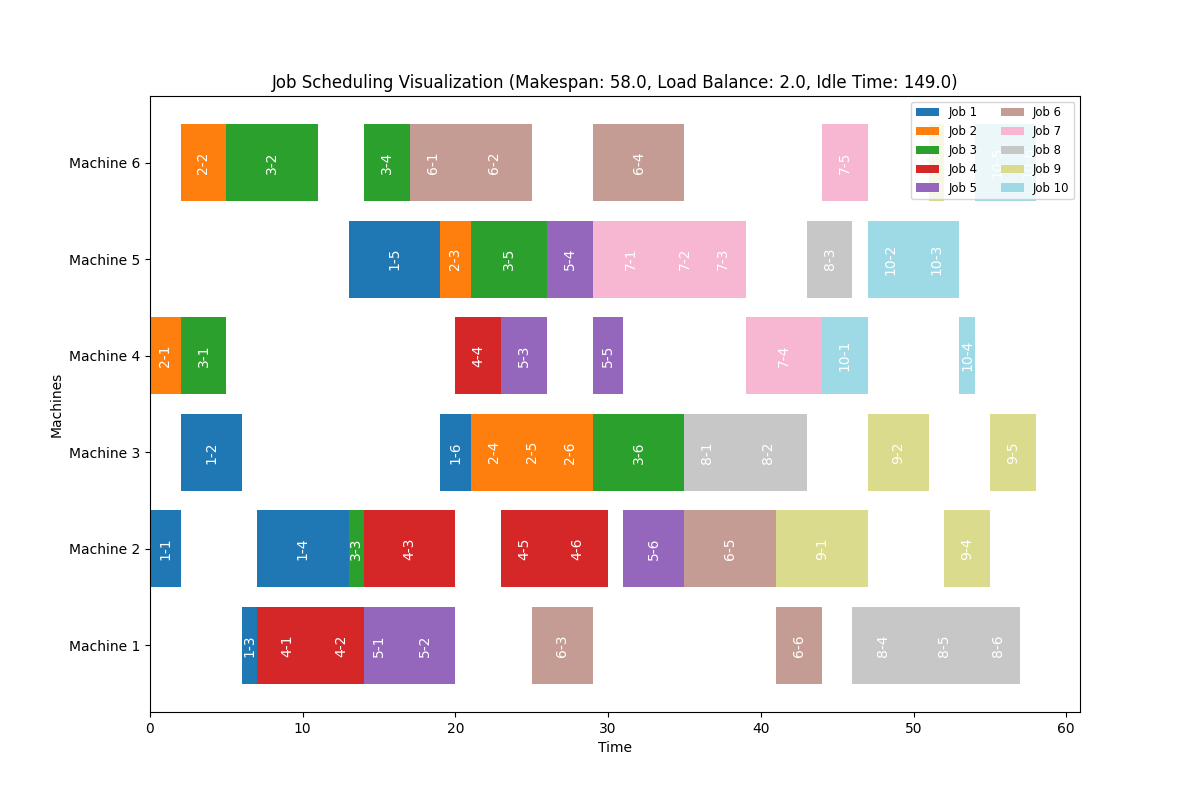 Job Scheduling Visualization (Makespan: 58.0, Load Balance: 2.0, Idle Time: 149.0)
Job 1 Job 6
Job 2 Job 7
Job 3 Job 8
Job 4 Job 9
Job 5 Job 10
Machines
Machine 6
2-2 3-2 3-4 6-1 6-2 6-4 7-5
Machine 5
1-5 2-3 3-5 5-4 7-1 7-2 7-3 8-3 10-2 10-3
Machine 4
2-1 3-1 4-4 5-3 5-5 7-4 10-1 10-4
Machine 3
1-2 1-6 2-4 2-5 2-6 3-6 8-1 8-2 9-2 9-5
Machine 2
1-1 1-4 3-3 4-3 4-5 4-6 5-6 6-5 9-1 9-4
Machine 1
1-3 4-1 4-2 5-1 5-2 6-3 6-6 8-4 8-5 8-6
0 10 20 30 40 50 60
Time